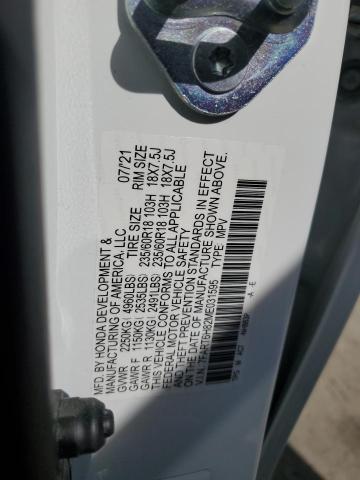 MFD. BY HONDA DEVELOPMENT &
MANUFACTURING OF AMERICA, LLC 07/'21
GVWR 2250KG (4960LBS) TIRE SIZE RIM SIZE
GAWR F 1150KG (2535LBS) 235/60R18 103H 18X7.5J
GAWR R 1130KG (2491LBS) 235/60R18 103H 18X7.5J
THIS VEHICLE CONFORMS TO ALL APPLICABLE
FEDERAL MOTOR VEHICLE SAFETY
AND THEFT PREVENTION STANDARDS IN EFFECT
ON THE DATE OF MANUFACTURE SHOWN ABOVE.
TYPE: MPV
A -E